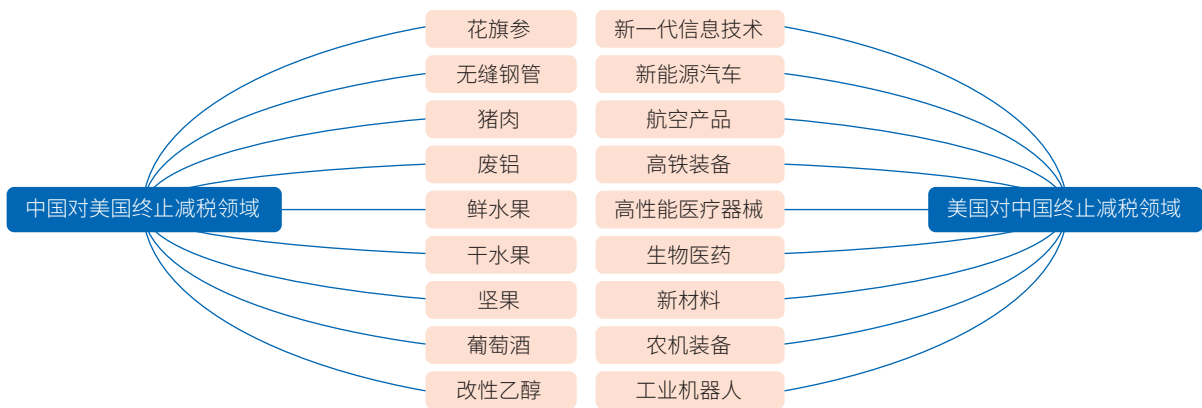 花旗参
无缝钢管
猪肉
废铝
中国对美国终止减税领域
鲜水果
干水果
坚果
葡萄酒
改性乙醇
新一代信息技术
新能源汽车
航空产品
高铁装备
高性能医疗器械
美国对中国终止减税领域
生物医药
新材料
农机装备
工业机器人